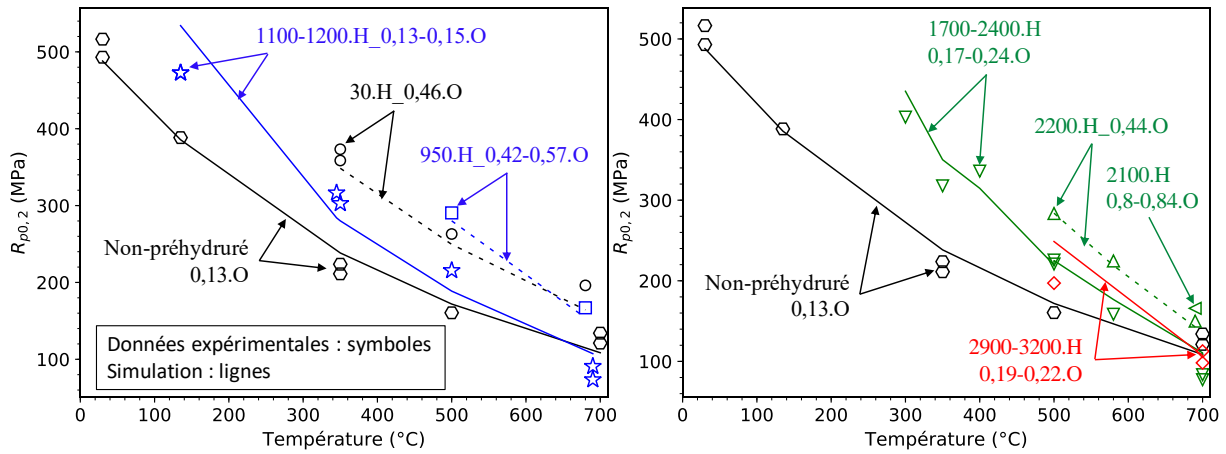 1100-1200.H_0,13-0,15.O
30.H_0,46.O
950.H_0,42-0,57.O
Non-préhydruré
0,13.O
Données expérimentales : symboles
Simulation : lignes
500
400
300
200
100
R_{p0,2} (MPa)
0 100 200 300 400 500 600 700
Température (°C)
1700-2400.H
0,17-0,24.O
2200.H_0,44.O
2100.H
0,8-0,84.O
Non-préhydruré
0,13.O
2900-3200.H
0,19-0,22.O
500
400
300
200
100
R_{p0,2} (MPa)
0 100 200 300 400 500 600 700
Température (°C)